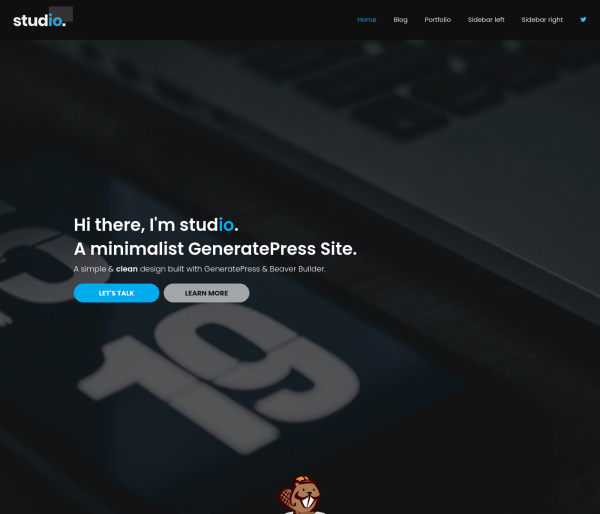 studio.
Home Blog Portfolio Sidebar left Sidebar right
Hi there, I'm studio.
A minimalist GeneratePress Site.
A simple & clean design built with GeneratePress & Beaver Builder.
LET'S TALK LEARN MORE
19